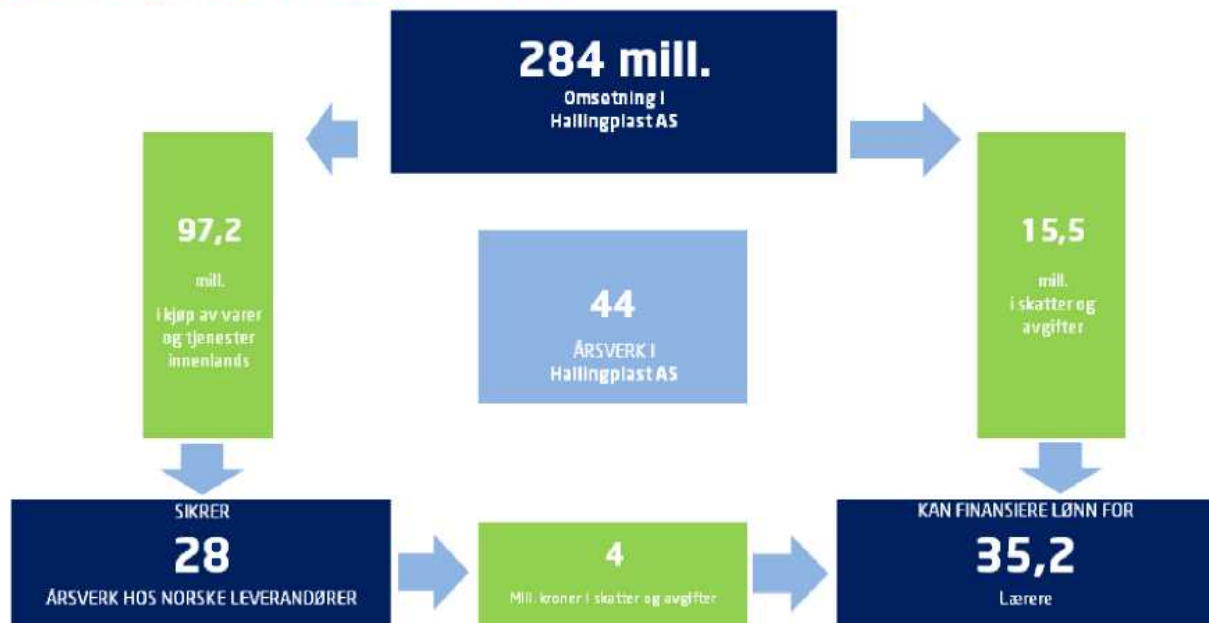 284 mill.
Omsetning i
Hallingplast AS
97,2
mill.
i kjøp av varer
og tjenester
innenlands
44
ÅRSVERK I
Hallingplast AS
15,5
mill.
i skatter og
avgifter
SIKRER
28
ÅRSVERK HOS NORSKE LEVERANDØRER
4
Mill. kroner i skatter og avgifter
KAN FINANSIERE LØNN FOR
35,2
Lærere